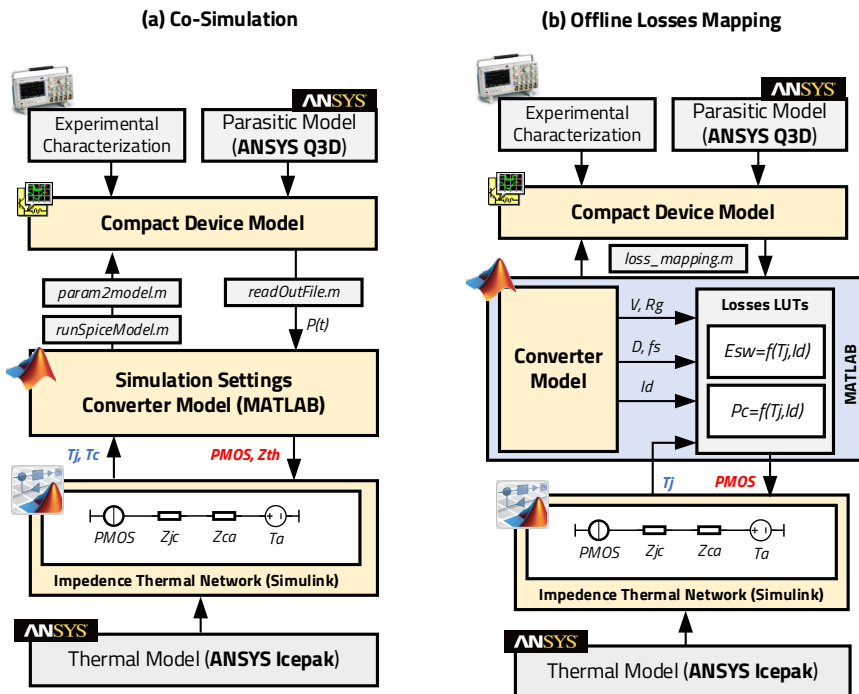 (a) Co-Simulation
ANSYS
Experimental
Characterization
Parasitic Model
(ANSYS Q3D)
Compact Device Model
param2model.m
runSpiceModel.m
readOutFile.m
P(t)
Simulation Settings
Converter Model (MATLAB)
Tj, Tc
PMOS, Zth
PMOS
Zjc
Zca
Ta
Impedence Thermal Network (Simulink)
ANSYS
Thermal Model (ANSYS Icepak)
(b) Offline Losses Mapping
ANSYS
Experimental
Characterization
Parasitic Model
(ANSYS Q3D)
Compact Device Model
loss_mapping.m
Converter
Model
V, Rg
D, fs
Id
Losses LUTs
Esw=f(Tj,Id)
Pc=f(Tj,Id)
MATLAB
Tj
PMOS
PMOS
Zjc
Zca
Ta
Impedence Thermal Network (Simulink)
ANSYS
Thermal Model (ANSYS Icepak)